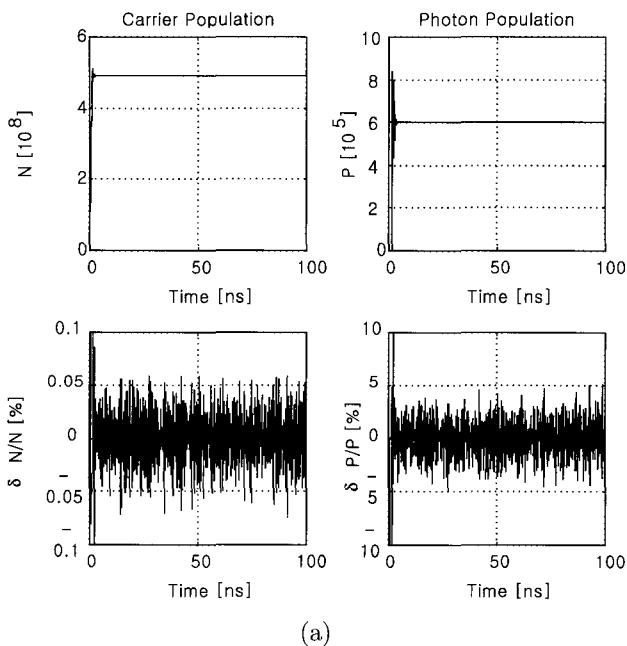 Carrier Population
6
4
2
0
N [10^8]
0 50 100
Time [ns]
Photon Population
10
8
6
4
2
0
P [10^5]
0 50 100
Time [ns]
0.1
0.05
0
–
0.05
–
0.1
δ N/N [%]
0 50 100
Time [ns]
10
5
0
–
5
–
10
δ P/P [%]
0 50 100
Time [ns]
(a)